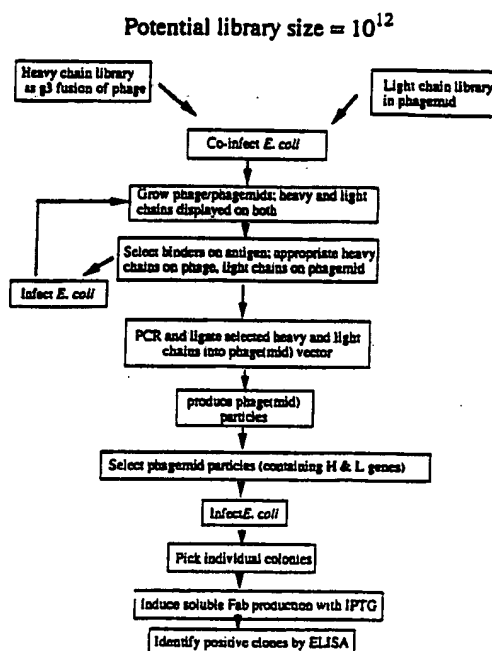 Potential library size = 10¹²
Heavy chain library
as g3 fusion of phage
Light chain library
in phagemid
Co-infect E. coli
Grow phage/phagemids; heavy and light
chains displayed on both
Select binders on antigen; appropriate heavy
chains on phage, light chains on phagemid
Infect E. coli
PCR and ligate selected heavy and light
chains into phage(mid) vector
produce phage(mid)
particles
Select phagemid particles (containing H & L genes)
InfectE. coli
Pick individual colonies
Induce soluble Fab production with IPTG
Identify positive clones by ELISA